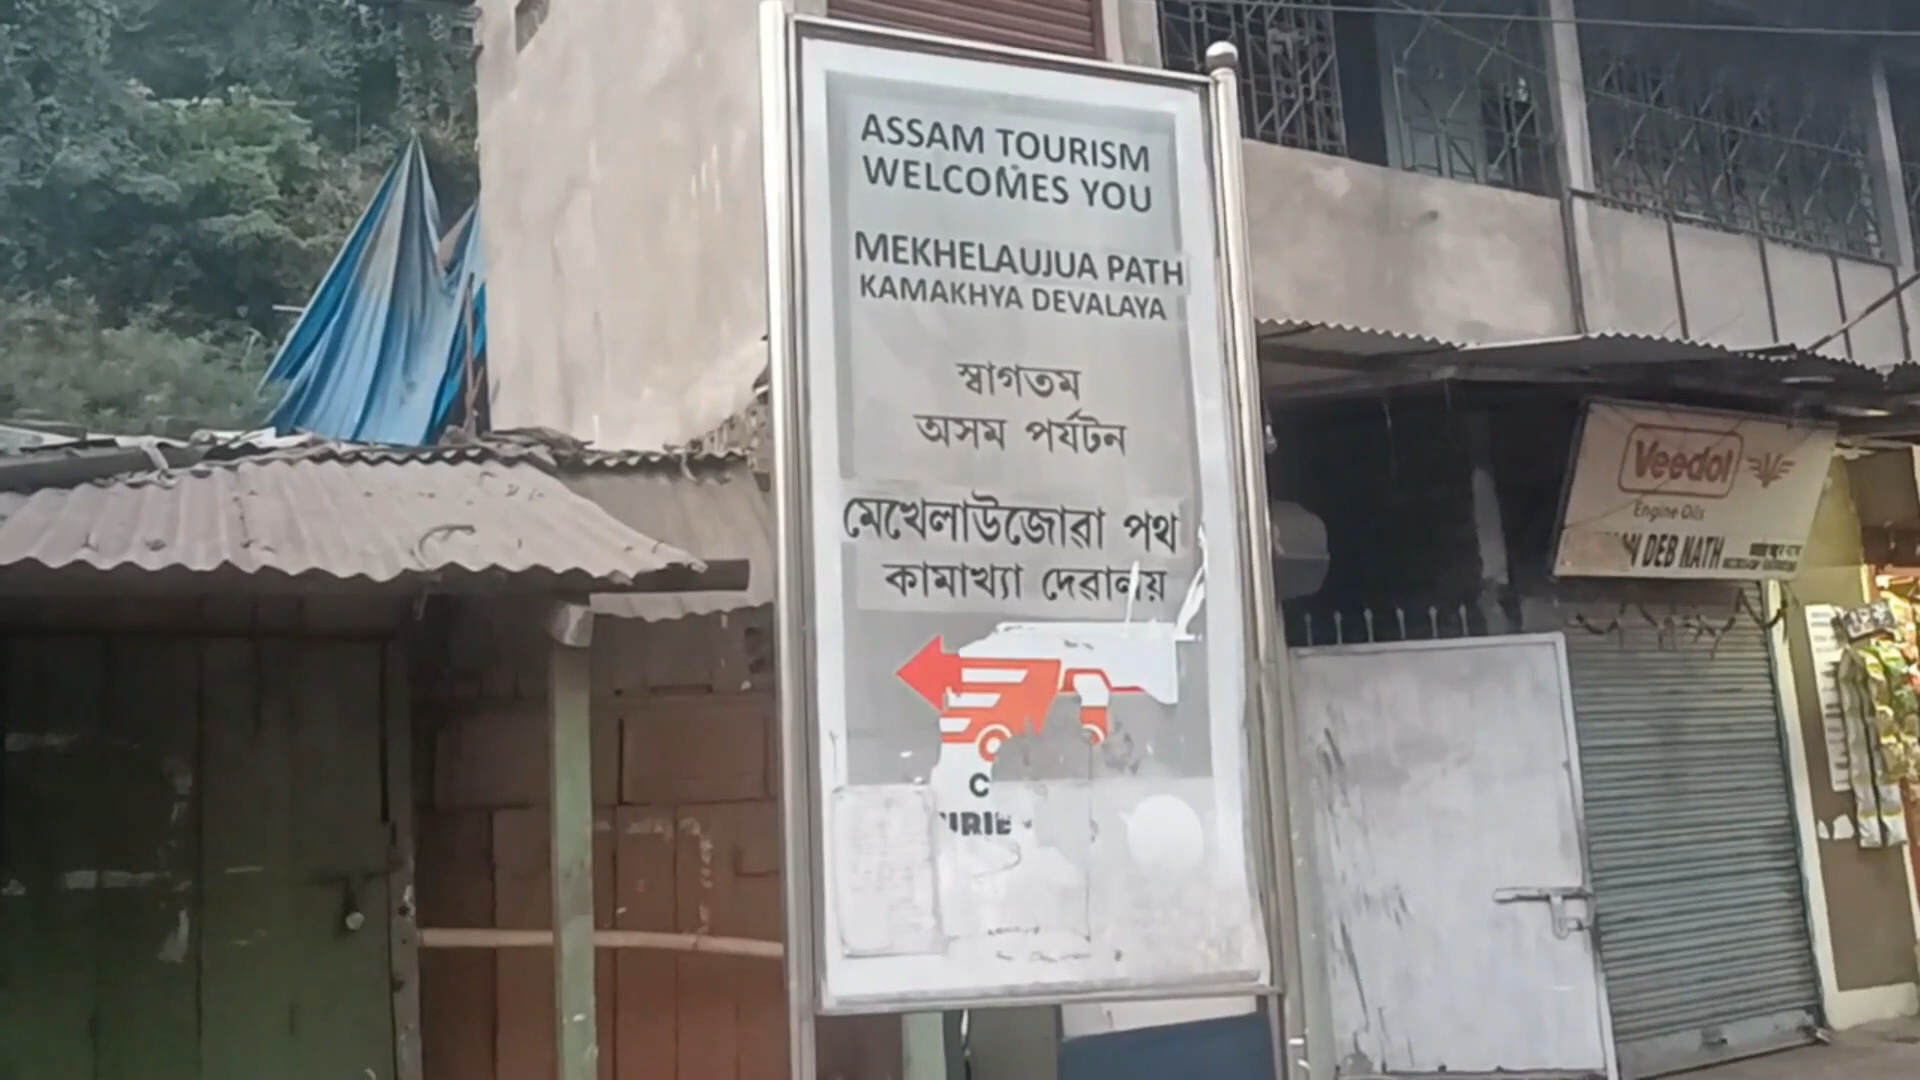 ASSAM TOURISM
WELCOMES YOU
MEKHELAUJUA PATH
KAMAKHYA DEVALAYA
স্বাগতম
অসম পৰ্যটন
মেখেলাউজোৱা পথ
কামাখ্যা দেৱালয়
Veedol
Engine Oils
DEB NATH